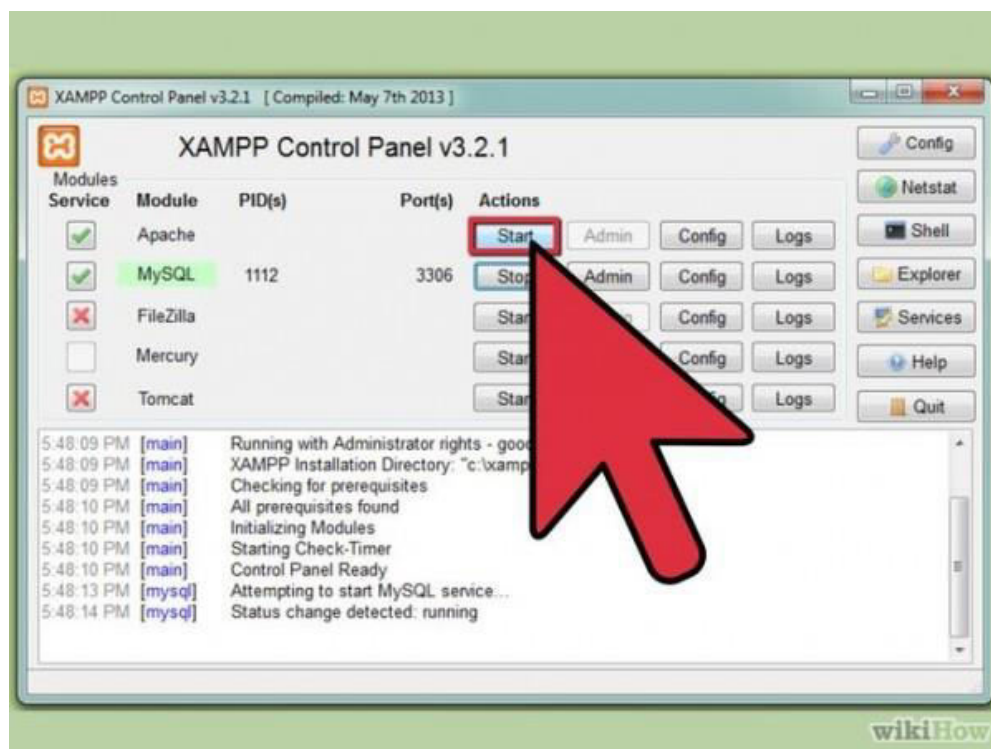 XAMPP Control Panel v3.2.1 [ Compiled: May 7th 2013 ]
XAMPP Control Panel v3.2.1
Config
Modules
Service Module PID(s) Port(s) Actions
Netstat
Apache Start Admin Config Logs
Shell
MySQL 1112 3306 Stop Admin Config Logs
Explorer
FileZilla Config Logs
Services
Mercury Config Logs
Help
Tomcat Logs
Quit
5:48:09 PM [main] Running with Administrator rights -
5:48:09 PM [main] XAMPP Installation Directory:
5:48:09 PM [main] Checking for prerequisites
5:48:10 PM [main] All prerequisites found
5:48:10 PM [main] Initializing Modules
5:48:10 PM [main] Starting Check-Timer
5:48:10 PM [main] Control Panel Ready
5:48:13 PM [mysql] Attempting to start MySQL service...
5:48:14 PM [mysql] Status change detected: running
wikiHow